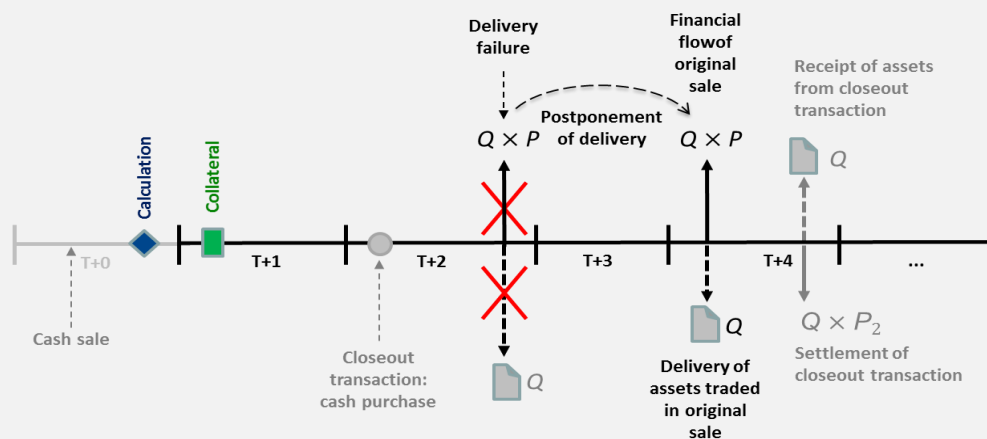 Delivery
failure
Financial
flowof
original
sale
Receipt of assets
from closeout
transaction
Postponement
of delivery
Q × P
Q × P
Q
Calculation
Collateral
T+0
T+1
T+2
T+3
T+4
...
Cash sale
Closeout
transaction:
cash purchase
Q
Q
Delivery of
assets traded
in original
sale
Q × P₂
Settlement of
closeout transaction